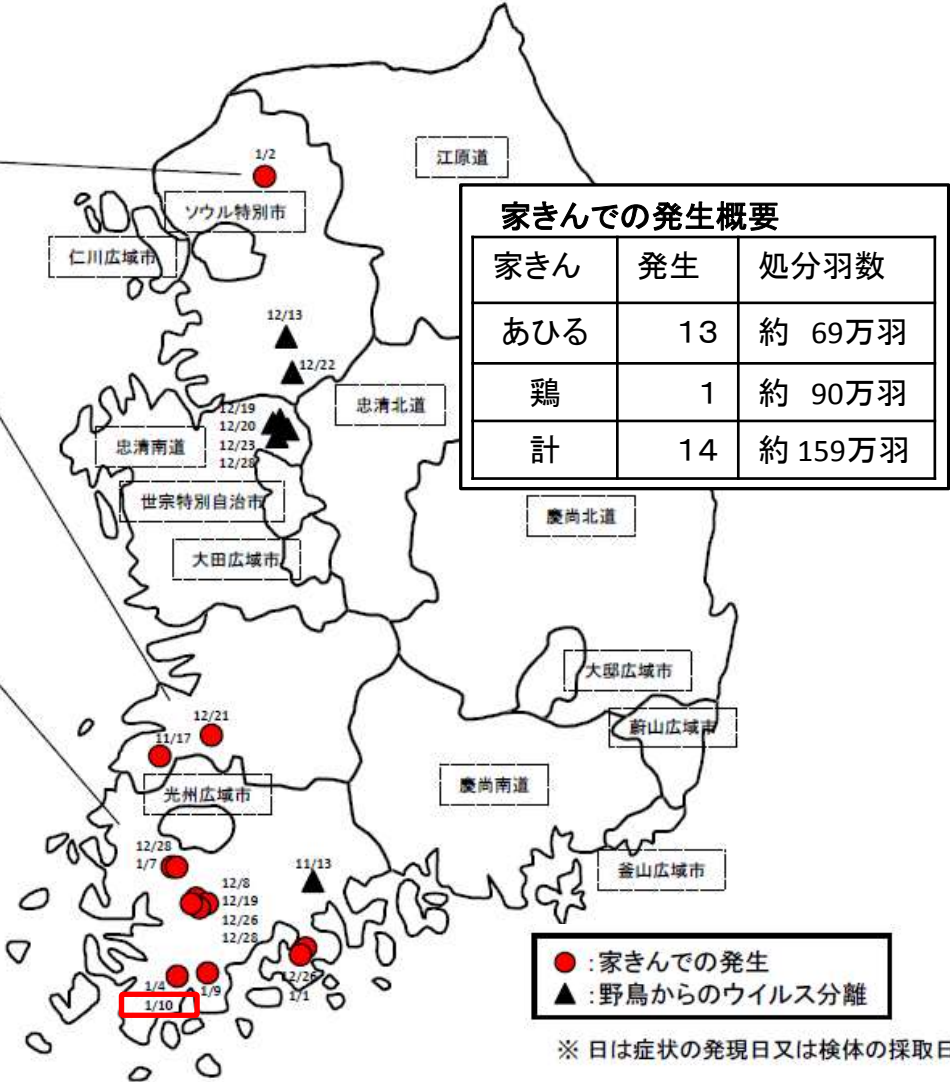 1/2
江原道
ソウル特別市
仁川広域市
家きんでの発生概要
家きん 発生 処分羽数
あひる 13 約 69万羽
鶏 1 約 90万羽
計 14 約 159万羽
12/13
12/22
忠清北道
12/19
12/20
12/23
12/28
忠清南道
世宗特別自治市
慶尚北道
大田広域市
大邱広域市
12/21
11/17
蔚山広域市
慶尚南道
光州広域市
12/28
1/7
11/13
釜山広域市
12/8
12/19
12/26
12/28
12/26
1/1
1/4
1/10
1/9
●:家きんでの発生
▲:野鳥からのウイルス分離
※ 日は症状の発現日又は検体の採取日